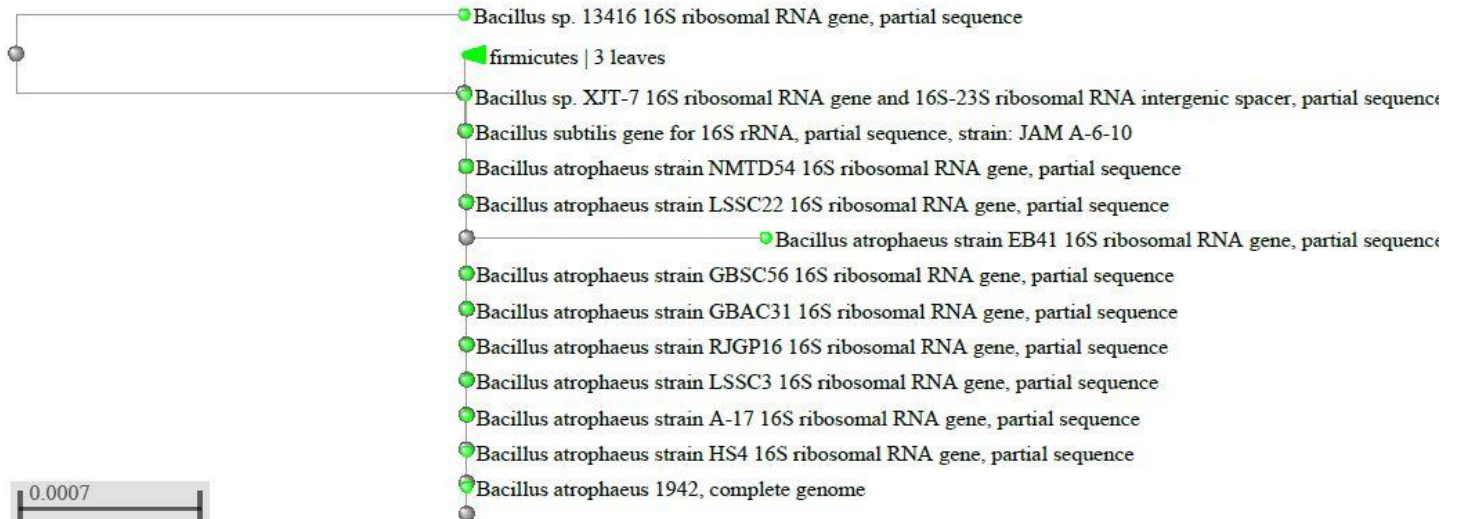 Bacillus sp. 13416 16S ribosomal RNA gene, partial sequence
firmicutes | 3 leaves
Bacillus sp. XJT-7 16S ribosomal RNA gene and 16S-23S ribosomal RNA intergenic spacer, partial sequence
Bacillus subtilis gene for 16S rRNA, partial sequence, strain: JAM A-6-10
Bacillus atrophaeus strain NMTD54 16S ribosomal RNA gene, partial sequence
Bacillus atrophaeus strain LSSC22 16S ribosomal RNA gene, partial sequence
Bacillus atrophaeus strain EB41 16S ribosomal RNA gene, partial sequence
Bacillus atrophaeus strain GBSC56 16S ribosomal RNA gene, partial sequence
Bacillus atrophaeus strain GBAC31 16S ribosomal RNA gene, partial sequence
Bacillus atrophaeus strain RJGP16 16S ribosomal RNA gene, partial sequence
Bacillus atrophaeus strain LSSC3 16S ribosomal RNA gene, partial sequence
Bacillus atrophaeus strain A-17 16S ribosomal RNA gene, partial sequence
Bacillus atrophaeus strain HS4 16S ribosomal RNA gene, partial sequence
Bacillus atrophaeus 1942, complete genome
0.0007